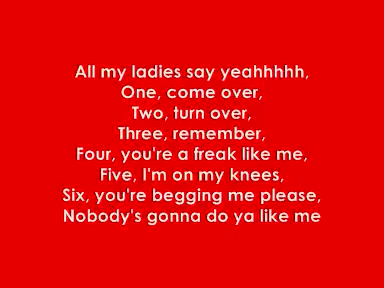 All my ladies say yeahhhhh,
One, come over,
Two, turn over,
Three, remember,
Four, you're a freak like me,
Five, I'm on my knees,
Six, you're begging me please,
Nobody's gonna do ya like me